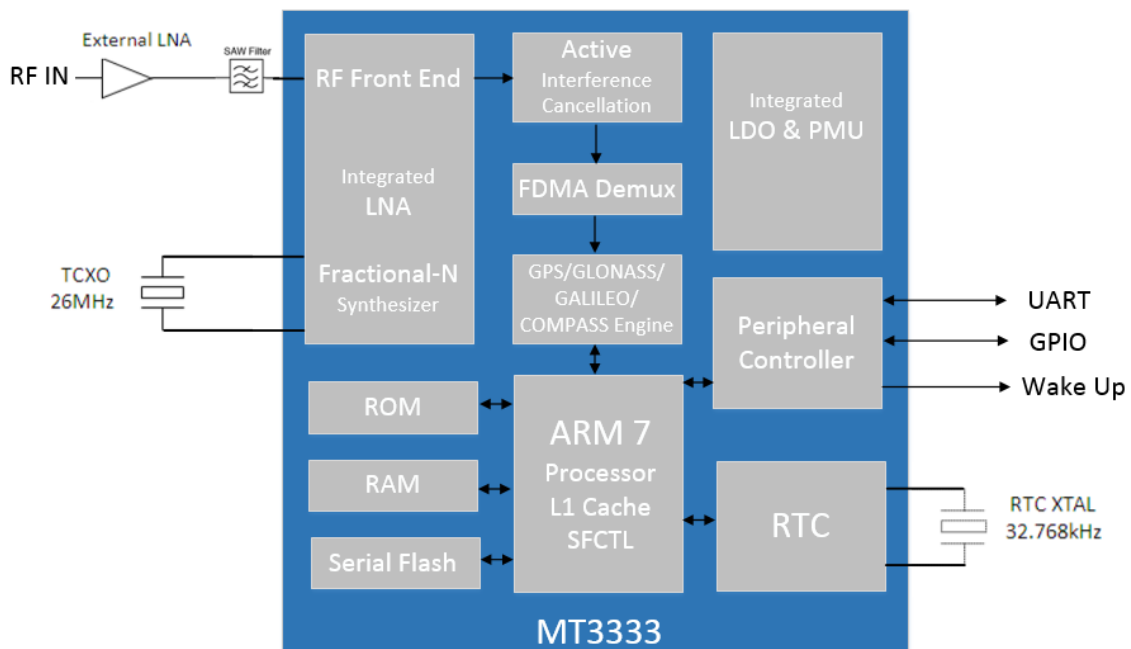 External LNA
SAW Filter
RF IN
RF Front End
Integrated
LNA
Fractional-N
Synthesizer
TCXO
26MHz
Active
Interference
Cancellation
FDMA Demux
GPS/GLONASS/
GALILEO/
COMPASS Engine
Integrated
LDO & PMU
Peripheral
Controller
UART
GPIO
Wake Up
ROM
RAM
Serial Flash
ARM 7
Processor
L1 Cache
SFCTL
RTC
RTC XTAL
32.768kHz
MT3333